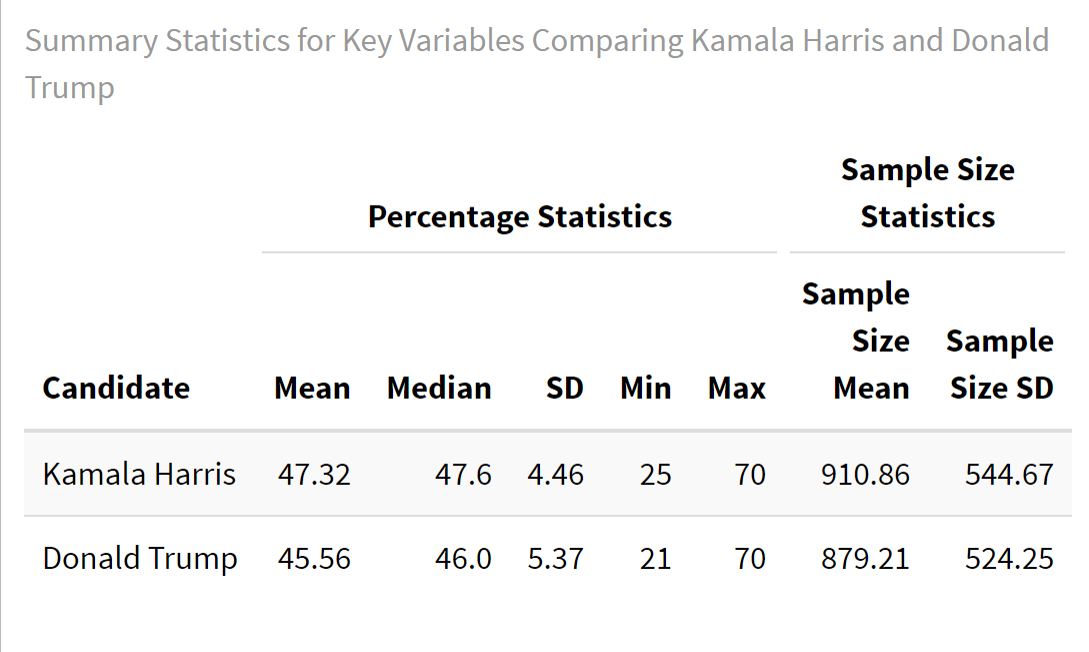 Summary Statistics for Key Variables Comparing Kamala Harris and Donald
Trump
Sample Size
Percentage Statistics Statistics
Sample
Size Sample
Candidate Mean Median SD Min Max Mean Size SD
Kamala Harris 47.32 47.6 4.46 25 70 910.86 544.67
Donald Trump 45.56 46.0 5.37 21 70 879.21 524.25